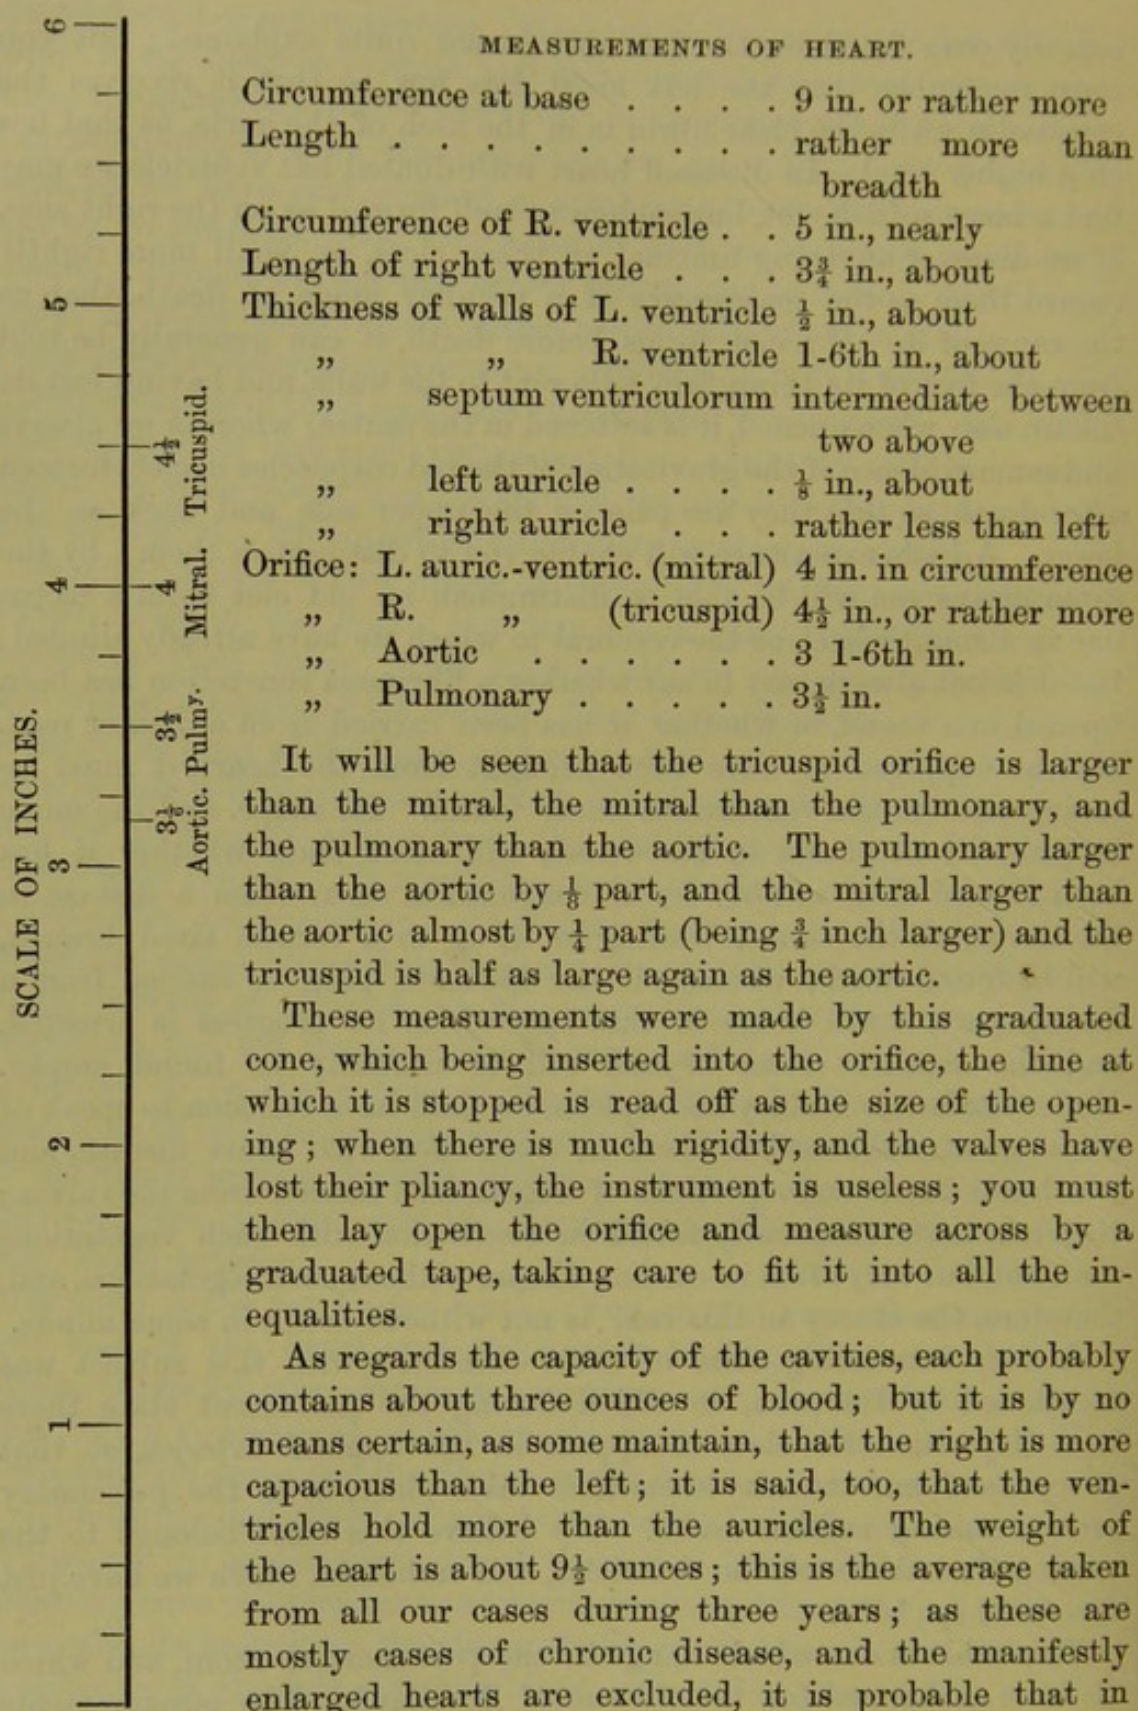 MEASUREMENTS OF HEART.
Circumference at base . . . . 9 in. or rather more
Length . . . . . . . . . rather more than
breadth
Circumference of R. ventricle . . 5 in., nearly
Length of right ventricle . . . 3¾ in., about
Thickness of walls of L. ventricle ½ in., about
„ „ R. ventricle 1-6th in., about
„ septum ventriculorum intermediate between
two above
„ left auricle . . . . ⅛ in., about
„ right auricle . . . rather less than left
Orifice: L. auric.-ventric. (mitral) 4 in. in circumference
„ R. „ (tricuspid) 4½ in., or rather more
„ Aortic . . . . . . 3 1-6th in.
„ Pulmonary . . . . . 3½ in.
It will be seen that the tricuspid orifice is larger
than the mitral, the mitral than the pulmonary, and
the pulmonary than the aortic. The pulmonary larger
than the aortic by ⅛ part, and the mitral larger than
the aortic almost by ¼ part (being ¾ inch larger) and the
tricuspid is half as large again as the aortic.
These measurements were made by this graduated
cone, which being inserted into the orifice, the line at
which it is stopped is read off as the size of the open-
ing ; when there is much rigidity, and the valves have
lost their pliancy, the instrument is useless ; you must
then lay open the orifice and measure across by a
graduated tape, taking care to fit it into all the in-
equalities.
As regards the capacity of the cavities, each probably
contains about three ounces of blood ; but it is by no
means certain, as some maintain, that the right is more
capacious than the left ; it is said, too, that the ven-
tricles hold more than the auricles. The weight of
the heart is about 9½ ounces ; this is the average taken
from all our cases during three years ; as these are
mostly cases of chronic disease, and the manifestly
enlarged hearts are excluded, it is probable that in
SCALE OF INCHES.
6
5
4
3
2
1
4½ Tricuspid.
4 Mitral.
3½ Pulmy.
3⅙ Aortic.